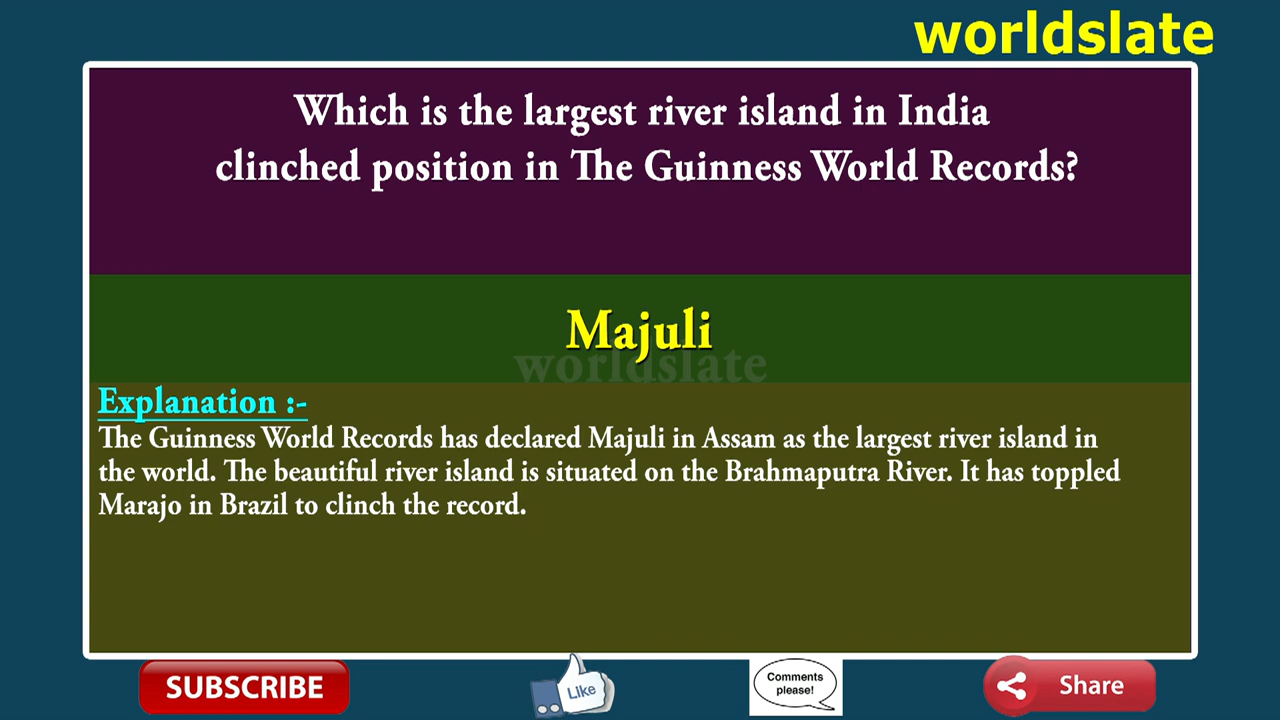 worldslate
Which is the largest river island in India
clinched position in The Guinness World Records?
Majuli
worldslate
Explanation :-
The Guinness World Records has declared Majuli in Assam as the largest river island in
the world. The beautiful river island is situated on the Brahmaputra River. It has toppled
Marajo in Brazil to clinch the record.
SUBSCRIBE
Like
Comments
please!
Share